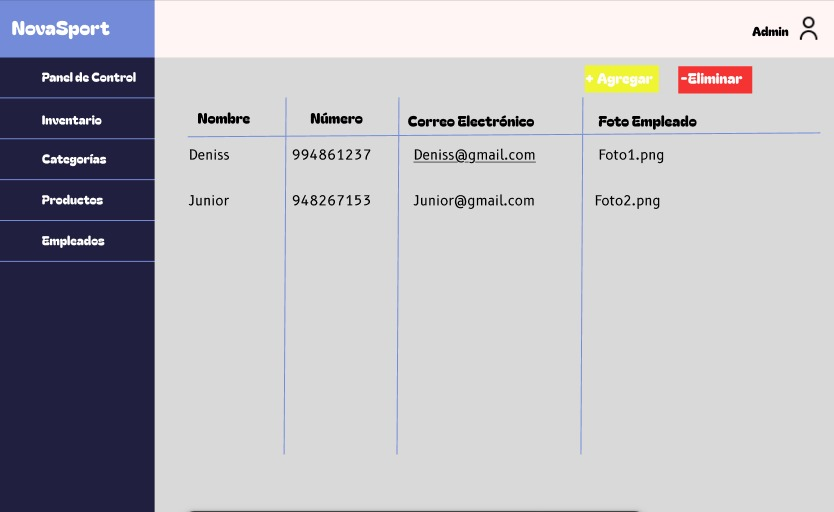 NovaSport
Admin
Panel de Control
+ Agregar
-Eliminar
Inventario
Nombre
Número
Correo Electrónico
Foto Empleado
Categorías
Deniss
994861237
Deniss@gmail.com
Foto1.png
Productos
Junior
948267153
Junior@gmail.com
Foto2.png
Empleados